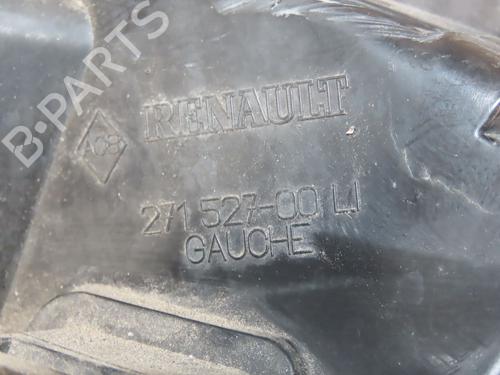 B-PARTS
RENAULT
ACS
271 527-00 LI
GAUCHE